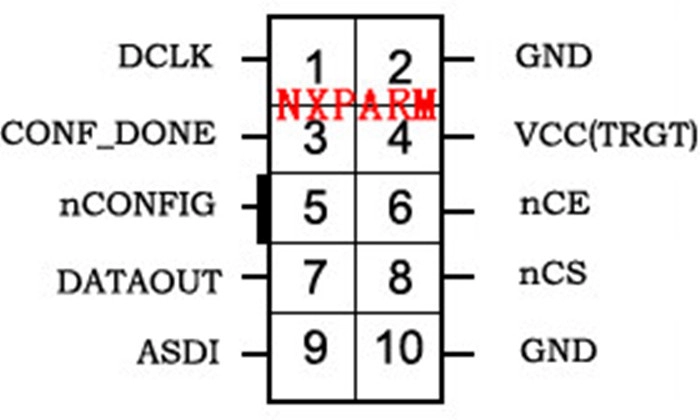 DCLK 1 2 GND
NXPARM
CONF_DONE 3 4 VCC(TRGT)
nCONFIG 5 6 nCE
DATAOUT 7 8 nCS
ASDI 9 10 GND